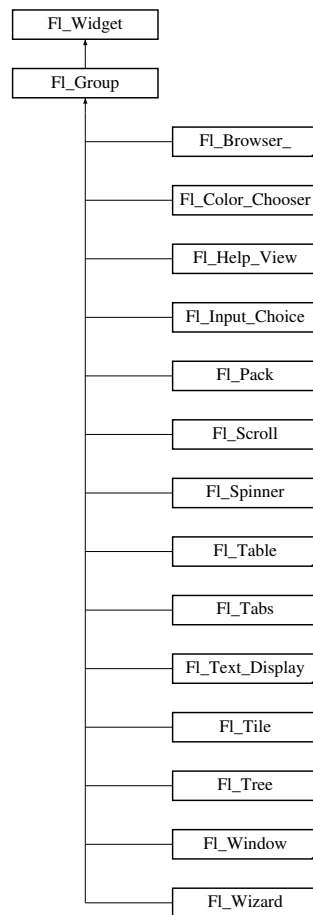 Fl_Widget
Fl_Group
Fl_Browser_
Fl_Color_Chooser
Fl_Help_View
Fl_Input_Choice
Fl_Pack
Fl_Scroll
Fl_Spinner
Fl_Table
Fl_Tabs
Fl_Text_Display
Fl_Tile
Fl_Tree
Fl_Window
Fl_Wizard